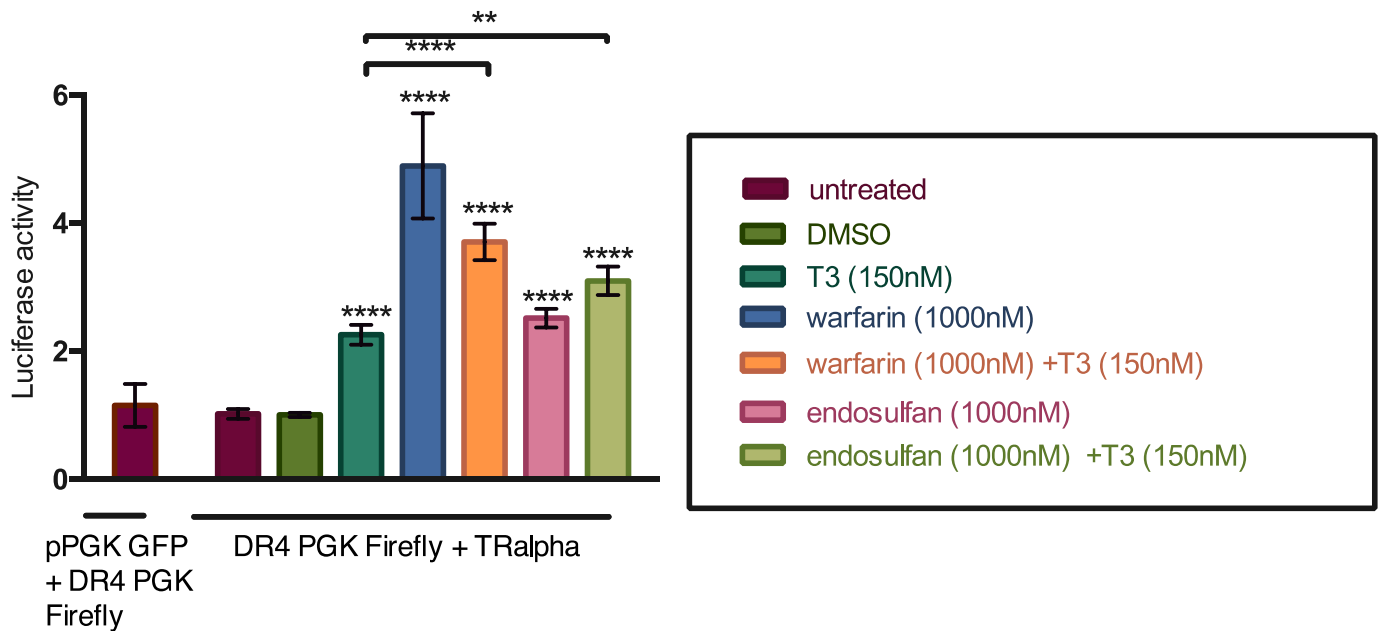 **
****
****
****
****
****
****
6
4
2
0
Luciferase activity
pPGK GFP
+ DR4 PGK
Firefly
DR4 PGK Firefly + TRalpha
untreated
DMSO
T3 (150nM)
warfarin (1000nM)
warfarin (1000nM) +T3 (150nM)
endosulfan (1000nM)
endosulfan (1000nM) +T3 (150nM)